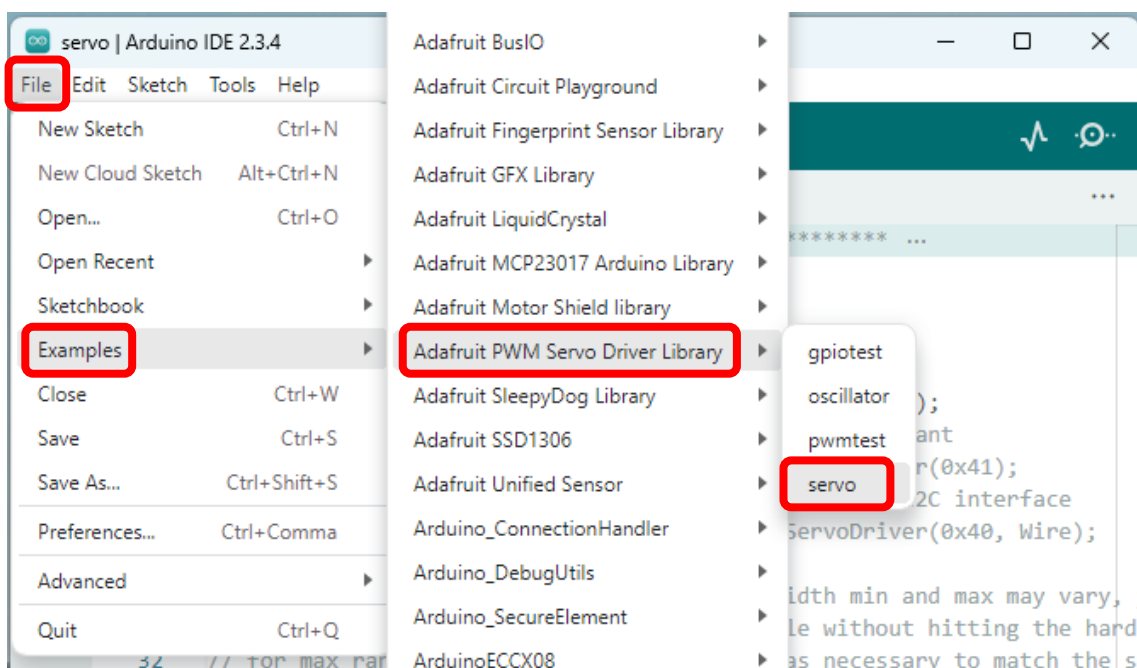 servo | Arduino IDE 2.3.4
File Edit Sketch Tools Help
New Sketch Ctrl+N
New Cloud Sketch Alt+Ctrl+N
Open... Ctrl+O
Open Recent
Sketchbook
Examples
Close Ctrl+W
Save Ctrl+S
Save As... Ctrl+Shift+S
Preferences... Ctrl+Comma
Advanced
Quit Ctrl+Q
Adafruit BusIO
Adafruit Circuit Playground
Adafruit Fingerprint Sensor Library
Adafruit GFX Library
Adafruit LiquidCrystal
Adafruit MCP23017 Arduino Library
Adafruit Motor Shield library
Adafruit PWM Servo Driver Library
Adafruit SleepyDog Library
Adafruit SSD1306
Adafruit Unified Sensor
Arduino_ConnectionHandler
Arduino_DebugUtils
Arduino_SecureElement
ArduinoECCX08
gpiotest
oscillator
pwmtest
servo
******** ...
);
ant
r(0x41);
2C interface
ServoDriver(0x40, Wire);
idth min and max may vary,
le without hitting the hard
32 // for max ran
as necessary to match the s